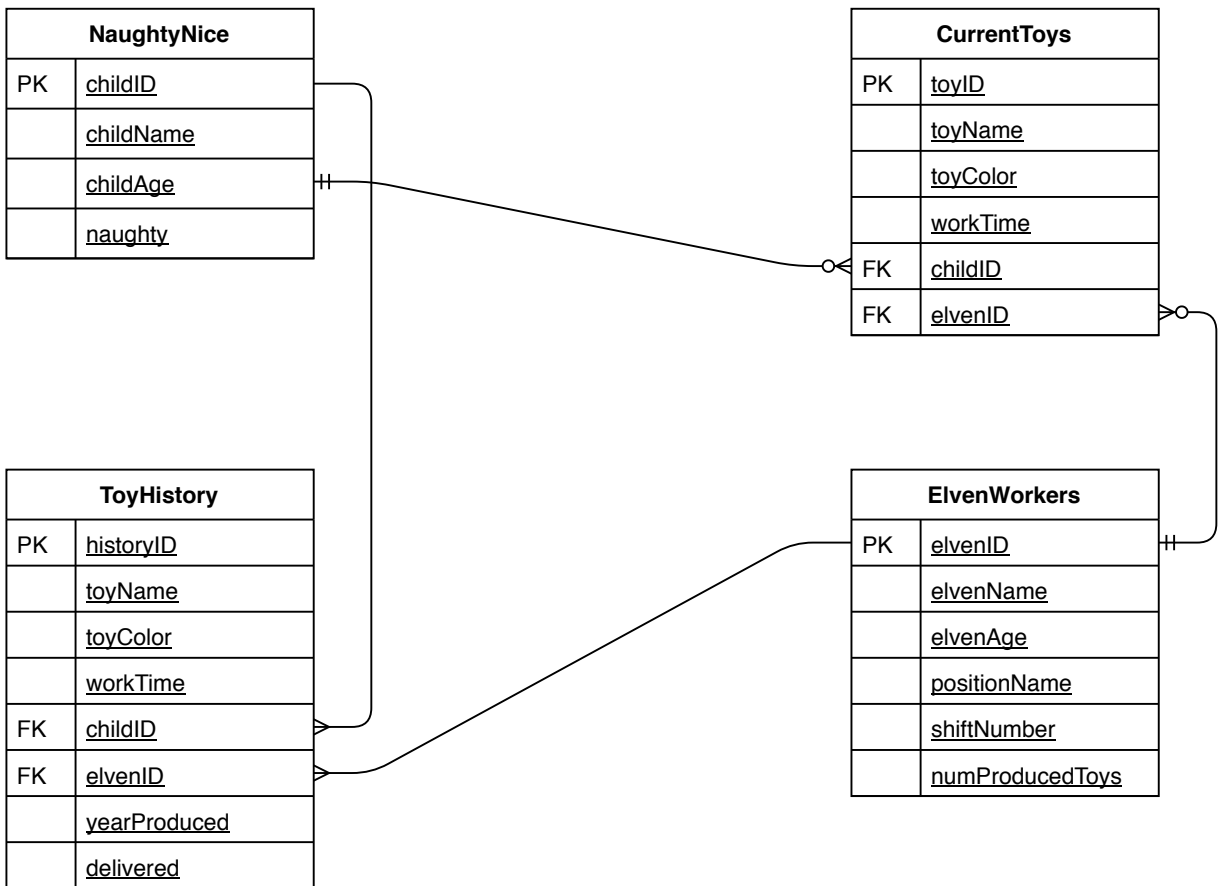 NaughtyNice
PK childID
childName
childAge
naughty
CurrentToys
PK toyID
toyName
toyColor
workTime
FK childID
FK elvenID
ToyHistory
PK historyID
toyName
toyColor
workTime
FK childID
FK elvenID
yearProduced
delivered
ElvenWorkers
PK elvenID
elvenName
elvenAge
positionName
shiftNumber
numProducedToys